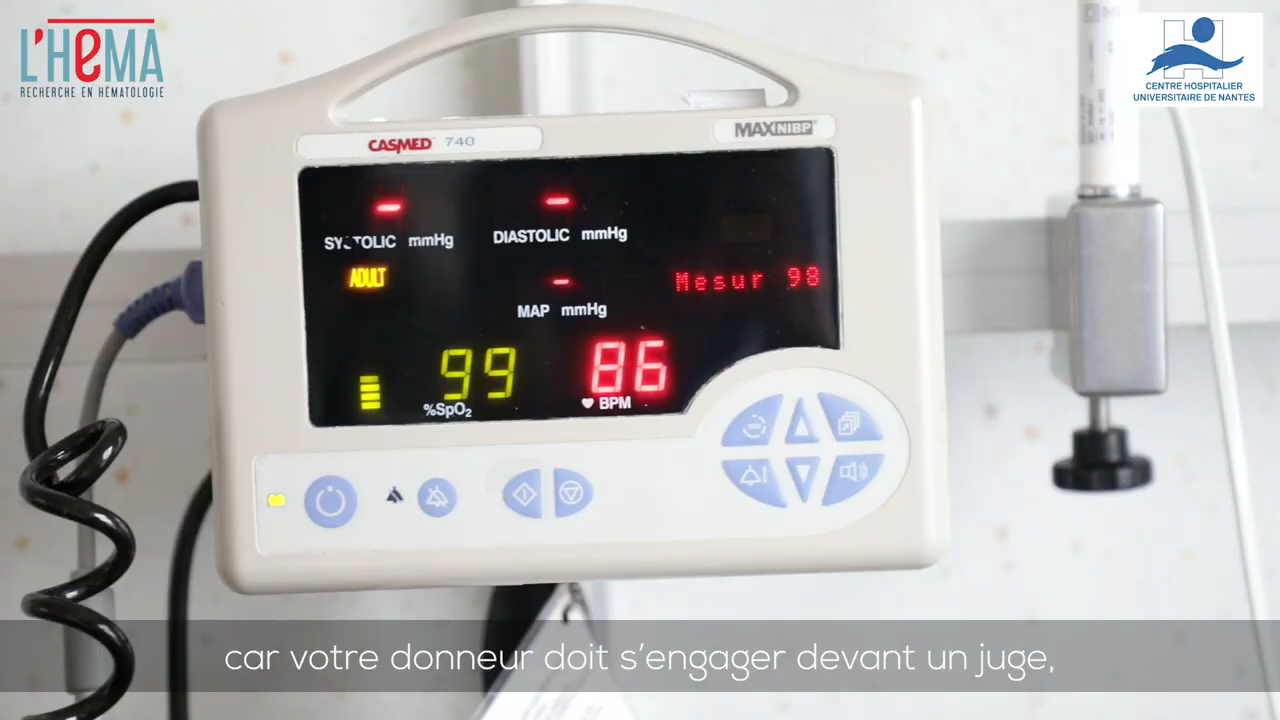 L'HEMA
RECHERCHE EN HÉMATOLOGIE
CENTRE HOSPITALIER
UNIVERSITAIRE DE NANTES
CASMED 740
MAXNIBP
SYSTOLIC mmHg
DIASTOLIC mmHg
ADULT
MAP mmHg
Mesur 98
99
%SpO₂
86
BPM
car votre donneur doit s'engager devant un juge,